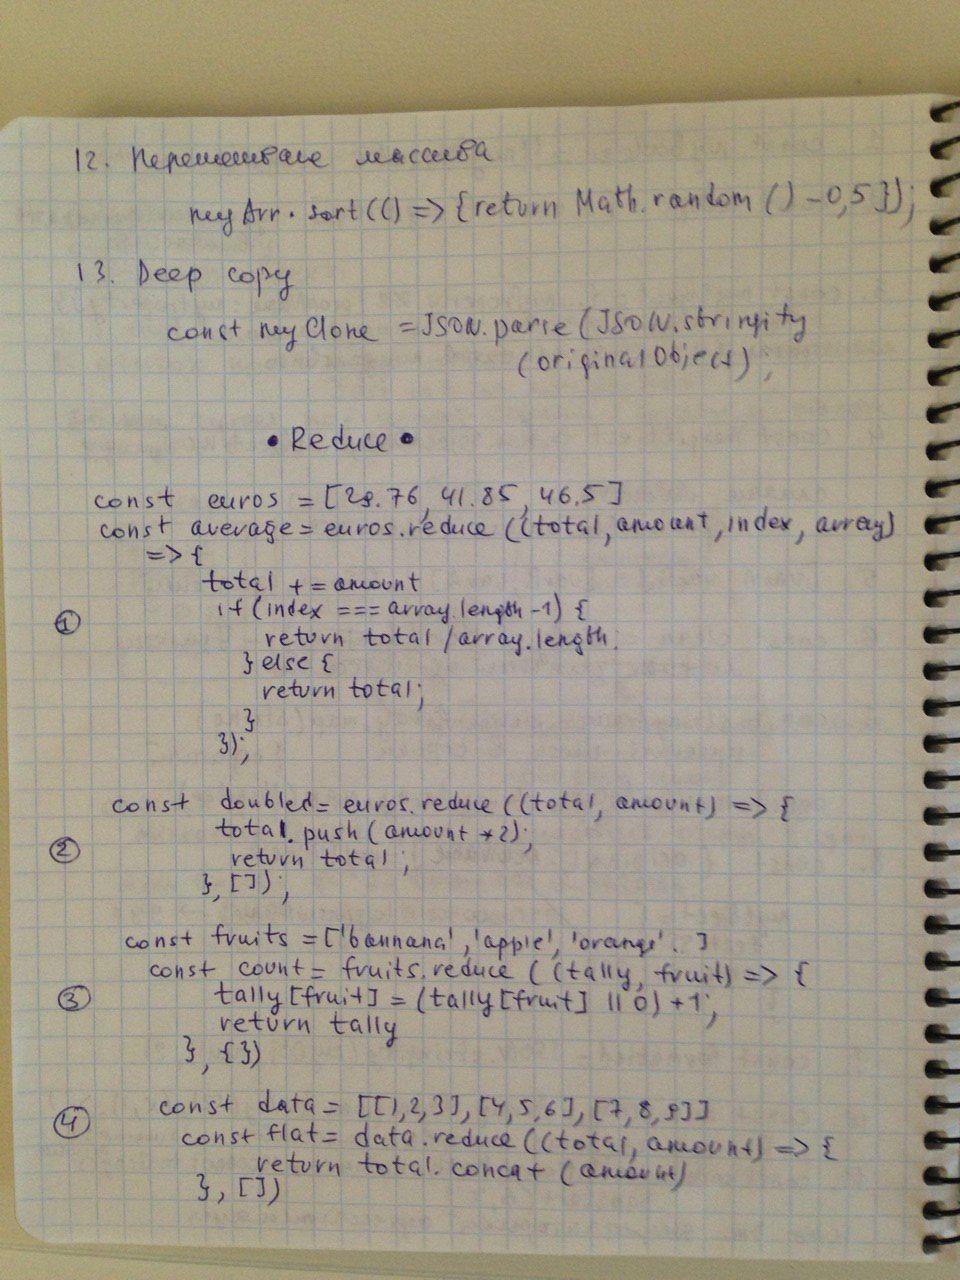 12. Перемешиваие массива
myArr.sort(() => {return Math.random() - 0,5});
13. Deep copy
const myClone = JSON.parse(JSON.stringity
(originalObject);
• Reduce •
const euros = [29.76, 41.85, 46.5]
const average = euros.reduce((total, amount, index, array)
=> {
total += amount
if (index === array.length -1) {
① return total /array.length.
} else {
return total;
}
});
const doubled = euros.reduce((total, amount) => {
total.push(amount *2);
② return total;
}, []);
const fruits = ['bannana', 'apple', 'orange'. ]
const count = fruits.reduce ((tally, fruit) => {
③ tally[fruit] = (tally[fruit] || 0) + 1;
return tally
}, {})
④ const data = [[1,2,3], [4,5,6], [7,8,9]]
const flat = data.reduce((total, amount) => {
return total.concat (amount)
}, [])